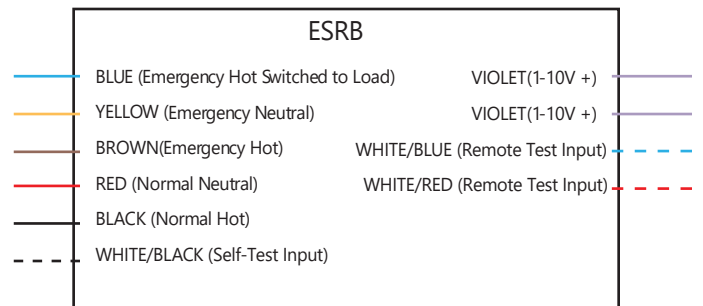 ESRB
BLUE (Emergency Hot Switched to Load)
VIOLET(1-10V +)
YELLOW (Emergency Neutral)
VIOLET(1-10V +)
BROWN(Emergency Hot)
WHITE/BLUE (Remote Test Input)
RED (Normal Neutral)
WHITE/RED (Remote Test Input)
BLACK (Normal Hot)
WHITE/BLACK (Self-Test Input)